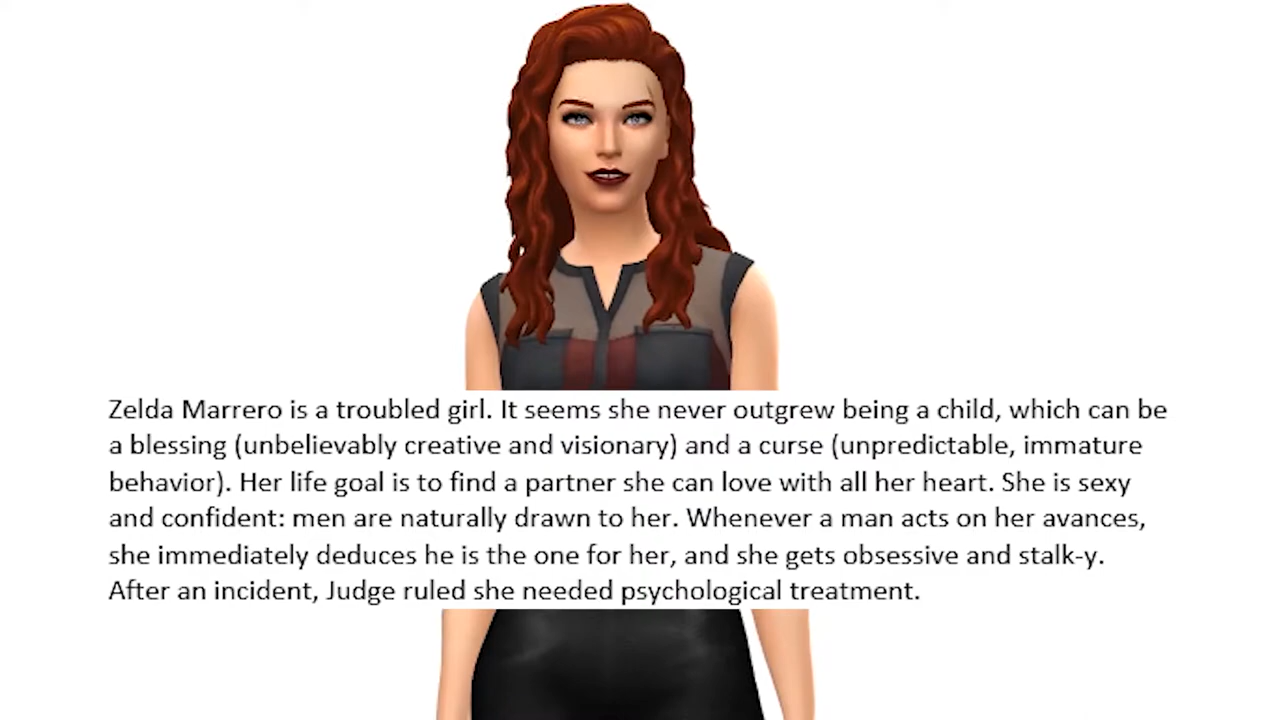 Zelda Marrero is a troubled girl. It seems she never outgrew being a child, which can be
a blessing (unbelievably creative and visionary) and a curse (unpredictable, immature
behavior). Her life goal is to find a partner she can love with all her heart. She is sexy
and confident: men are naturally drawn to her. Whenever a man acts on her avances,
she immediately deduces he is the one for her, and she gets obsessive and stalk-y.
After an incident, Judge ruled she needed psychological treatment.